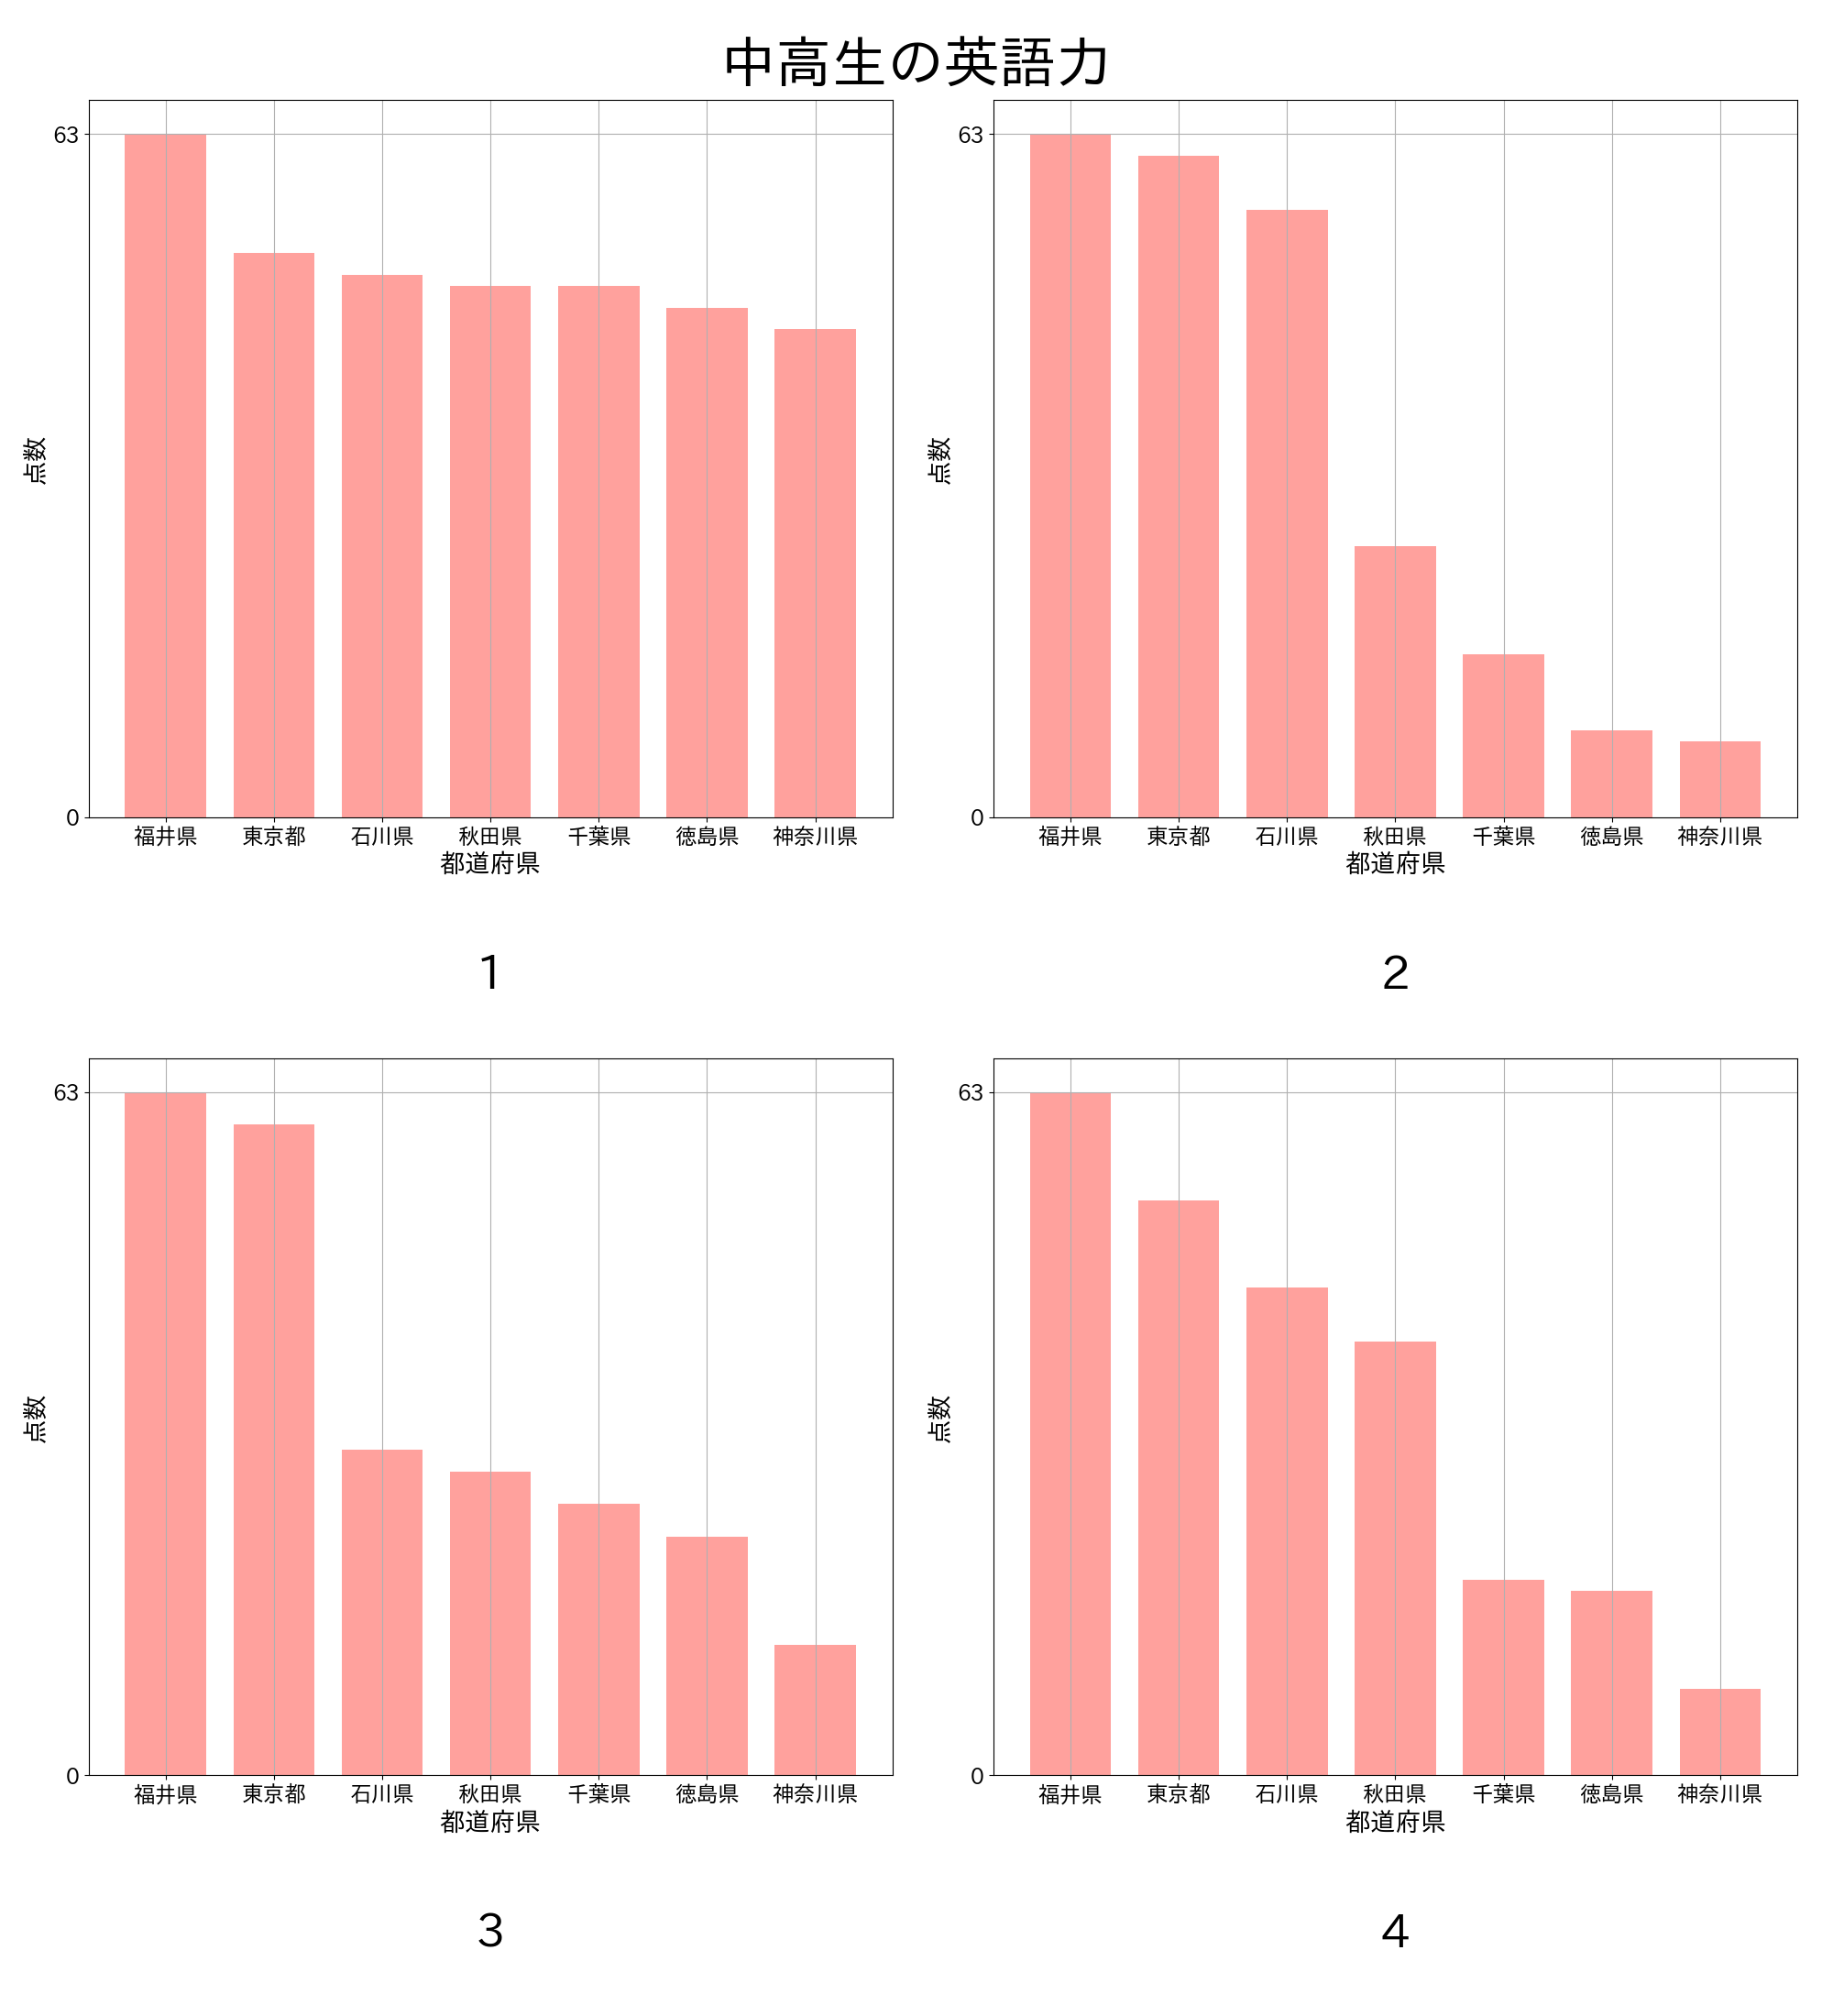 中高生の英語力
63
0
点数
福井県 東京都 石川県 秋田県 千葉県 徳島県 神奈川県
都道府県
1
63
0
点数
福井県 東京都 石川県 秋田県 千葉県 徳島県 神奈川県
都道府県
2
63
0
点数
福井県 東京都 石川県 秋田県 千葉県 徳島県 神奈川県
都道府県
3
63
0
点数
福井県 東京都 石川県 秋田県 千葉県 徳島県 神奈川県
都道府県
4